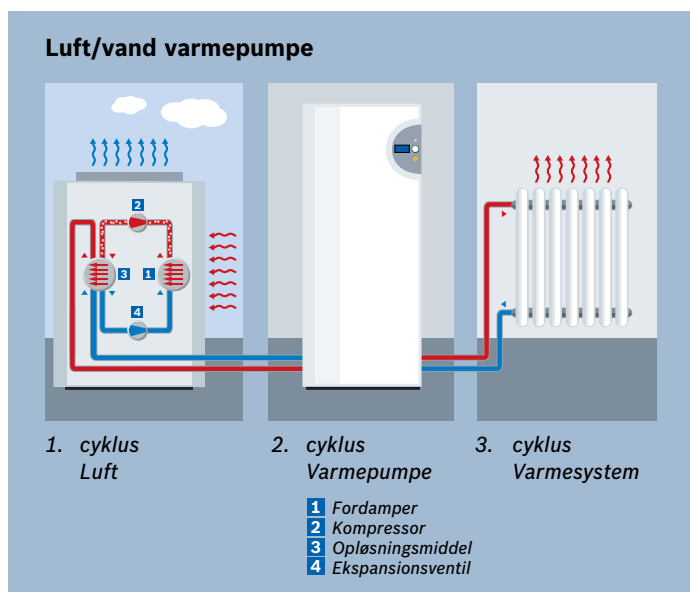 Luft/vand varmepumpe
2
3
1
4
1. cyklus
Luft
2. cyklus
Varmepumpe
3. cyklus
Varmesystem
1 Fordamper
2 Kompressor
3 Opløsningsmiddel
4 Ekspansionsventil